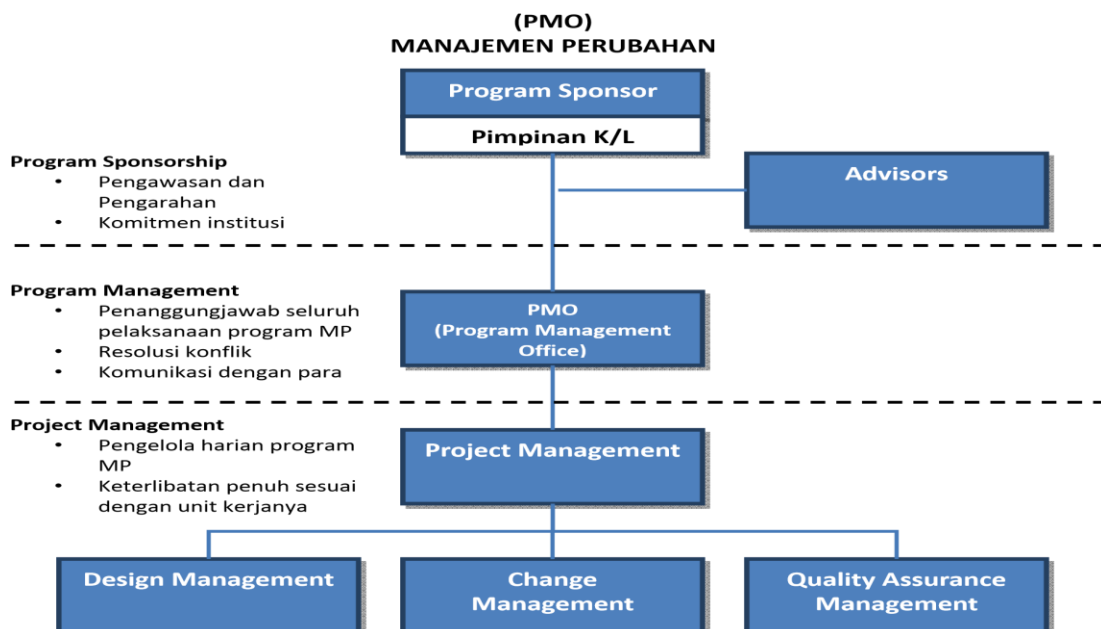 (PMO)
MANAJEMEN PERUBAHAN
Program Sponsor
Pimpinan K/L
Program Sponsorship
• Pengawasan dan
Pengarahan
• Komitmen institusi
Advisors
Program Management
• Penanggungjawab seluruh
pelaksanaan program MP
• Resolusi konflik
• Komunikasi dengan para
PMO
(Program Management
Office)
Project Management
• Pengelola harian program
MP
• Keterlibatan penuh sesuai
dengan unit kerjanya
Project Management
Design Management
Change
Management
Quality Assurance
Management